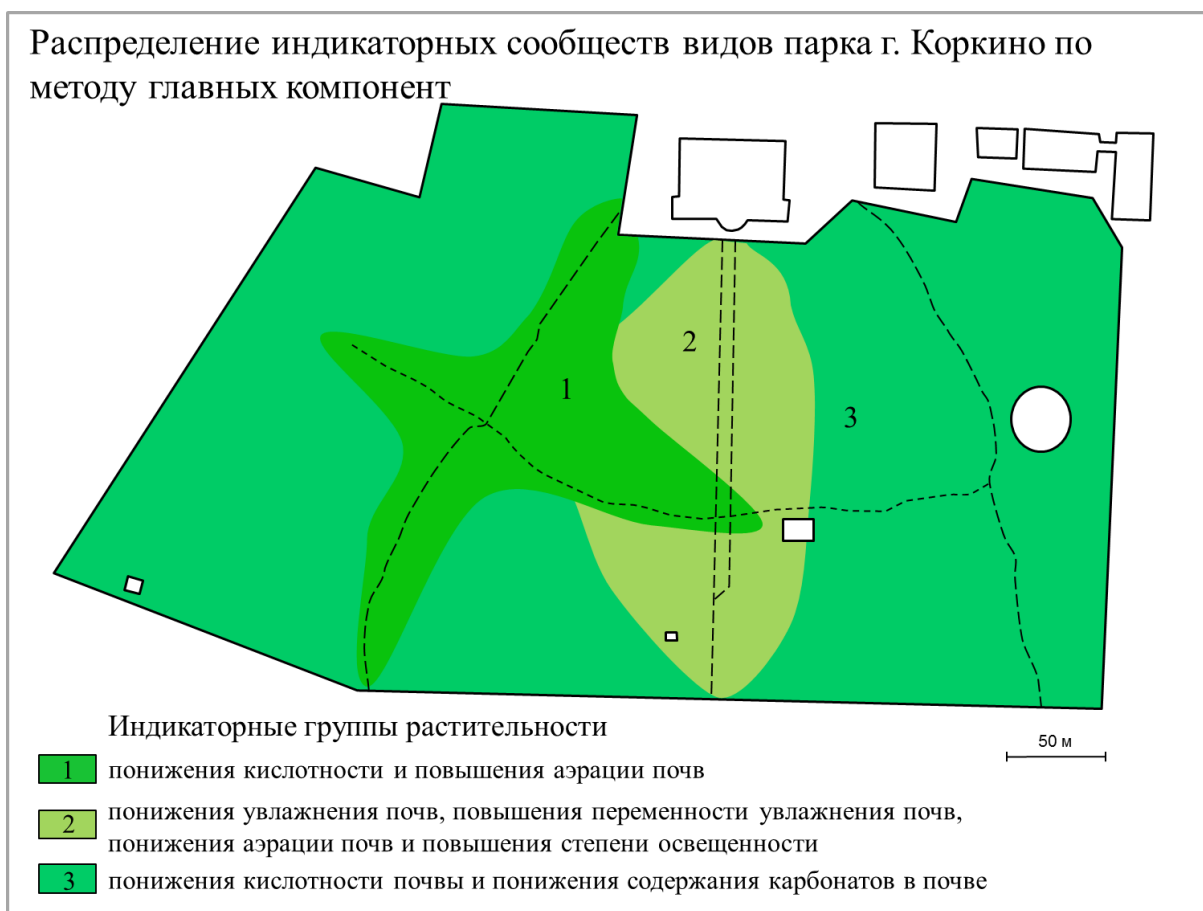 Распределение индикаторных сообществ видов парка г. Коркино по
методу главных компонент
1
2
3
Индикаторные группы растительности
50 м
1 понижения кислотности и повышения аэрации почв
2 понижения увлажнения почв, повышения переменности увлажнения почв,
понижения аэрации почв и повышения степени освещенности
3 понижения кислотности почвы и понижения содержания карбонатов в почве